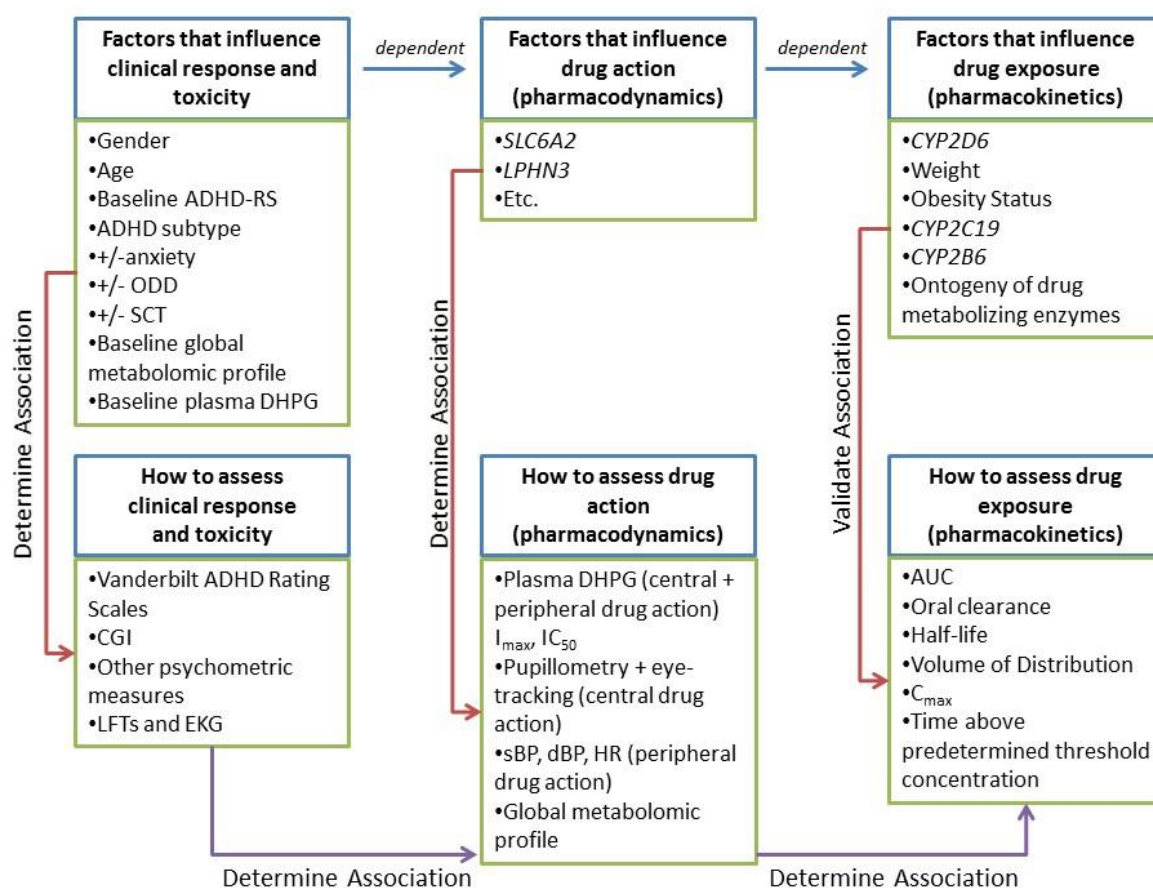 Factors that influence
clinical response and
toxicity
dependent
Factors that influence
drug action
(pharmacodynamics)
dependent
Factors that influence
drug exposure
(pharmacokinetics)
•Gender
•Age
•Baseline ADHD-RS
•ADHD subtype
•+/-anxiety
•+/- ODD
•+/- SCT
•Baseline global
metabolomic profile
•Baseline plasma DHPG
•SLC6A2
•LPHN3
•Etc.
•CYP2D6
•Weight
•Obesity Status
•CYP2C19
•CYP2B6
•Ontogeny of drug
metabolizing enzymes
Determine Association
Determine Association
Validate Association
How to assess
clinical response
and toxicity
•Vanderbilt ADHD Rating
Scales
•CGI
•Other psychometric
measures
•LFTs and EKG
How to assess drug
action
(pharmacodynamics)
•Plasma DHPG (central +
peripheral drug action)
Imax, IC50
•Pupillometry + eye-
tracking (central drug
action)
•sBP, dBP, HR (peripheral
drug action)
•Global metabolomic
profile
How to assess drug
exposure
(pharmacokinetics)
•AUC
•Oral clearance
•Half-life
•Volume of Distribution
•Cmax
•Time above
predetermined threshold
concentration
Determine Association
Determine Association